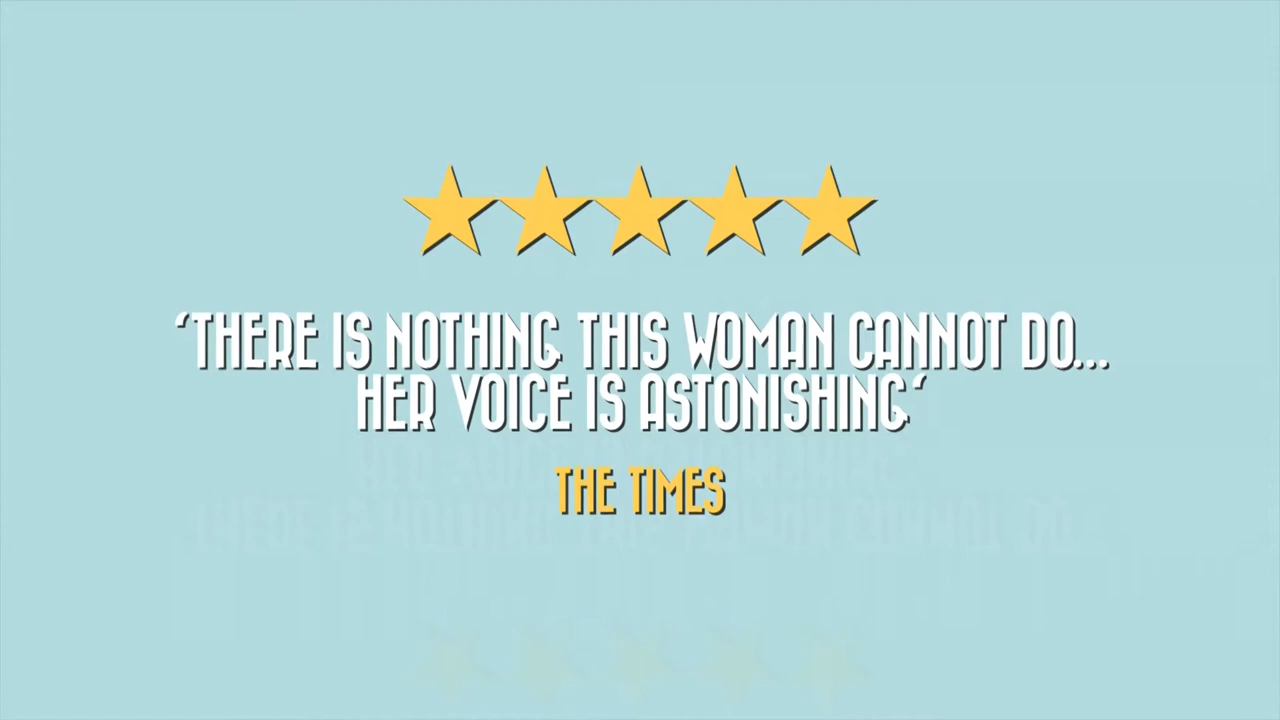 ‘THERE IS NOTHING THIS WOMAN CANNOT DO...
HER VOICE IS ASTONISHING‘
THE TIMES